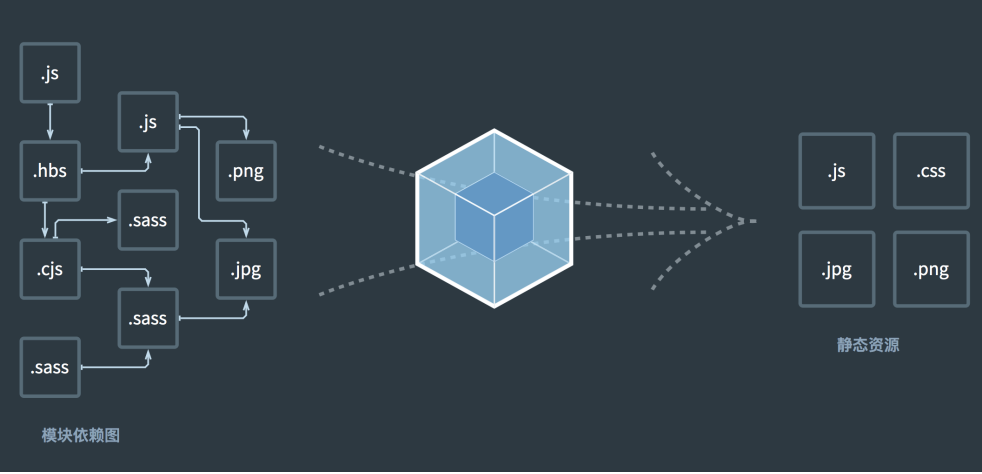 .js
.js
.hbs
.png
.sass
.cjs
.jpg
.sass
.sass
模块依赖图
.js
.css
.jpg
.png
静态资源